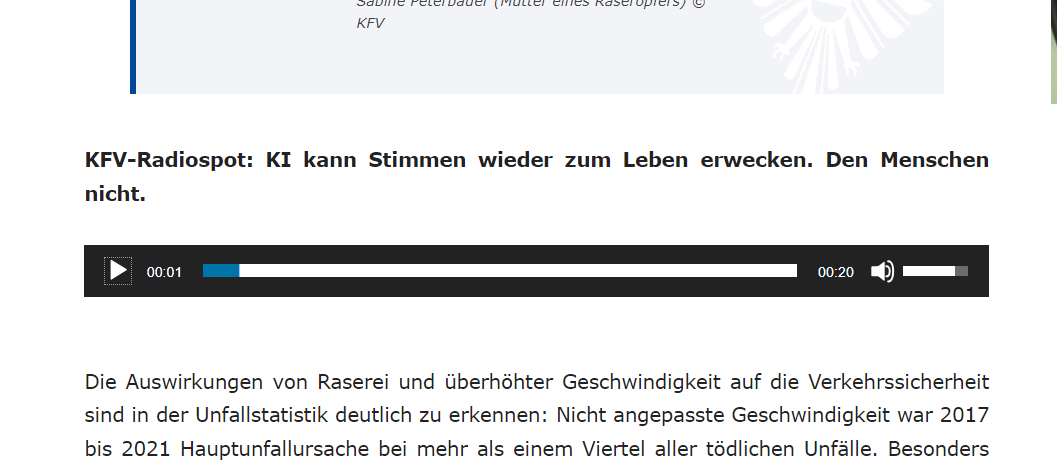 Sabine Peterbauer (Mutter eines Raseropfers) ©
KFV
KFV-Radiospot: KI kann Stimmen wieder zum Leben erwecken. Den Menschen
nicht.
00:01 00:20
Die Auswirkungen von Raserei und überhöhter Geschwindigkeit auf die Verkehrssicherheit
sind in der Unfallstatistik deutlich zu erkennen: Nicht angepasste Geschwindigkeit war 2017
bis 2021 Hauptunfallursache bei mehr als einem Viertel aller tödlichen Unfälle. Besonders